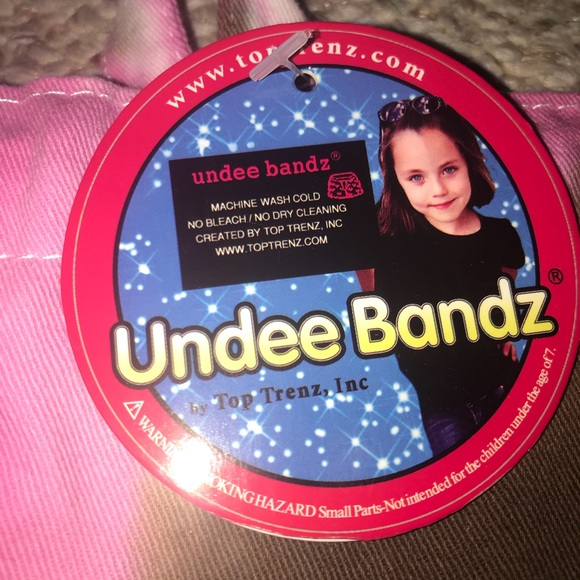 www.toptrenz.com
undee bandz®
MACHINE WASH COLD
NO BLEACH / NO DRY CLEANING
CREATED BY TOP TRENZ, INC
WWW.TOPTRENZ.COM
Undee Bandz®
by Top Trenz, Inc
WARNING CHOKING HAZARD Small Parts-Not intended for the children under the age of 7.